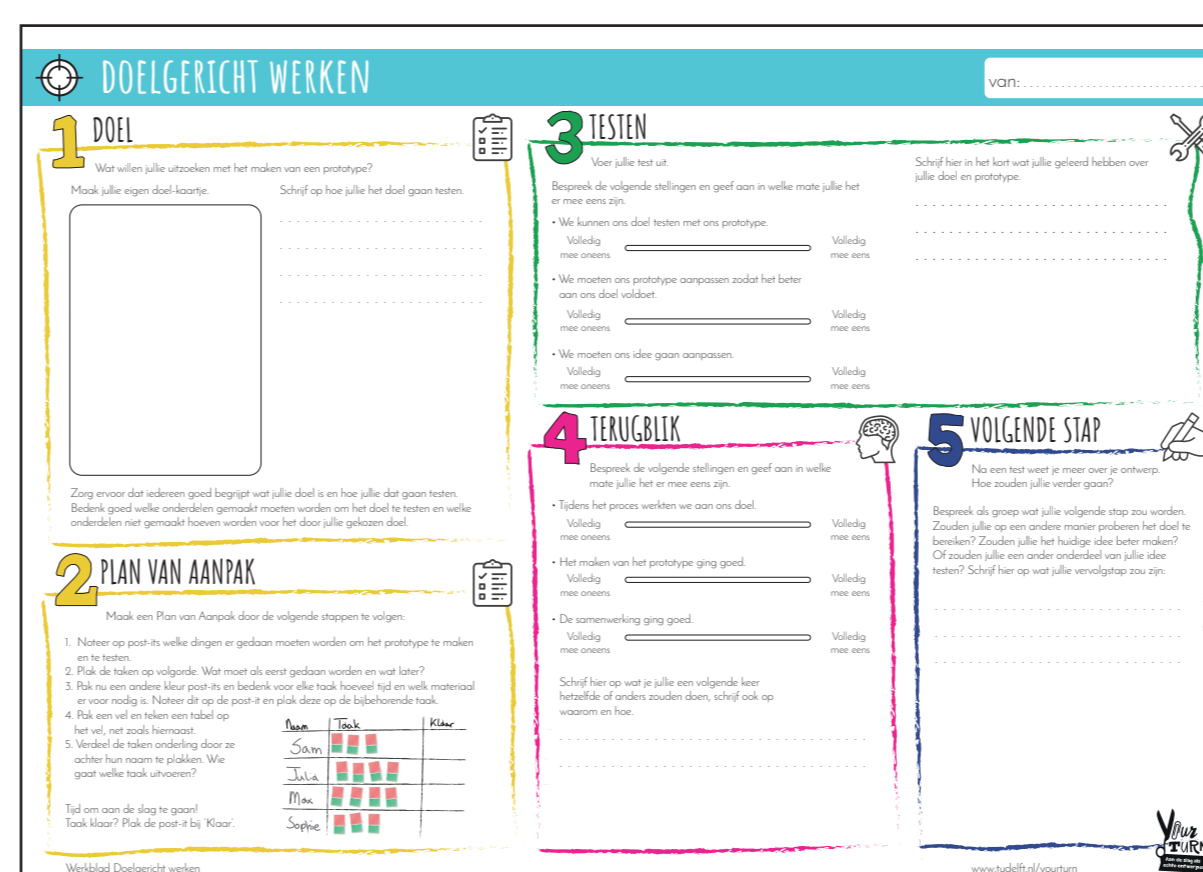 DOELGERICHT WERKEN
van:
1 DOEL
Wat willen jullie uitzoeken met het maken van een prototype?
Maak jullie eigen doel-kaartje.
Schrijf op hoe jullie het doel gaan testen.
Zorg ervoor dat iedereen goed begrijpt wat jullie doel is en hoe jullie dat gaan testen.
Bedenk goed welke onderdelen gemaakt moeten worden om het doel te testen en welke
onderdelen niet gemaakt hoeven worden voor het door jullie gekozen doel.
2 PLAN VAN AANPAK
Maak een Plan van Aanpak door de volgende stappen te volgen:
1. Noteer op post-its welke dingen er gedaan moeten worden om het prototype te maken
en te testen.
2. Plak de taken op volgorde. Wat moet als eerst gedaan worden en wat later?
3. Pak nu een andere kleur post-its en bedenk voor elke taak hoeveel tijd en welk materiaal
er voor nodig is. Noteer dit op de post-it en plak deze op de bijbehorende taak.
4. Pak een vel en teken een tabel op
het vel, net zoals hiernaast.
5. Verdeel de taken onderling door ze
achter hun naam te plakken. Wie
gaat welke taak uitvoeren?
Tijd om aan de slag te gaan!
Taak klaar? Plak de post-it bij 'Klaar'.
Naam Taak Klaar
Sam
Julia
Max
Sophie
Werkblad Doelgericht werken
3 TESTEN
Voer jullie test uit.
Bespreek de volgende stellingen en geef aan in welke mate jullie het
er mee eens zijn.
• We kunnen ons doel testen met ons prototype.
Volledig Volledig
mee oneens mee eens
• We moeten ons prototype aanpassen zodat het beter
aan ons doel voldoet.
Volledig Volledig
mee oneens mee eens
• We moeten ons idee gaan aanpassen.
Volledig Volledig
mee oneens mee eens
Schrijf hier in het kort wat jullie geleerd hebben over
jullie doel en prototype.
4 TERUGBLIK
Bespreek de volgende stellingen en geef aan in welke
mate jullie het er mee eens zijn.
• Tijdens het proces werkten we aan ons doel.
Volledig Volledig
mee oneens mee eens
• Het maken van het prototype ging goed.
Volledig Volledig
mee oneens mee eens
• De samenwerking ging goed.
Volledig Volledig
mee oneens mee eens
Schrijf hier op wat je jullie een volgende keer
hetzelfde of anders zouden doen, schrijf ook op
waarom en hoe.
5 VOLGENDE STAP
Na een test weet je meer over je ontwerp.
Hoe zouden jullie verder gaan?
Bespreek als groep wat jullie volgende stap zou worden.
Zouden jullie op een andere manier proberen het doel te
bereiken? Zouden jullie het huidige idee beter maken?
Of zouden jullie een ander onderdeel van jullie idee
testen? Schrijf hier op wat jullie vervolgstap zou zijn:
www.tudelft.nl/yourturn
Your
TURN